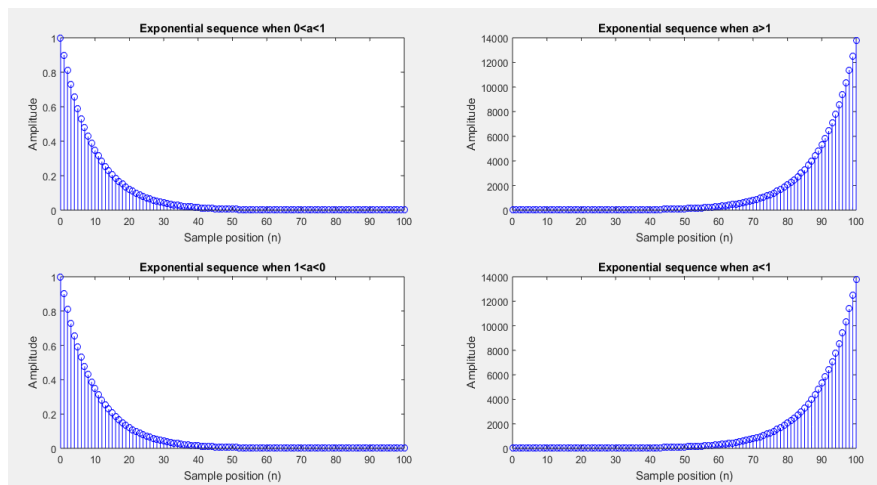 Exponential sequence when 0<a<1
1
0.8
0.6
0.4
0.2
0
Amplitude
0 10 20 30 40 50 60 70 80 90 100
Sample position (n)
Exponential sequence when a>1
14000
12000
10000
8000
6000
4000
2000
0
Amplitude
0 10 20 30 40 50 60 70 80 90 100
Sample position (n)
Exponential sequence when 1<a<0
1
0.8
0.6
0.4
0.2
0
Amplitude
0 10 20 30 40 50 60 70 80 90 100
Sample position (n)
Exponential sequence when a<1
14000
12000
10000
8000
6000
4000
2000
0
Amplitude
0 10 20 30 40 50 60 70 80 90 100
Sample position (n)